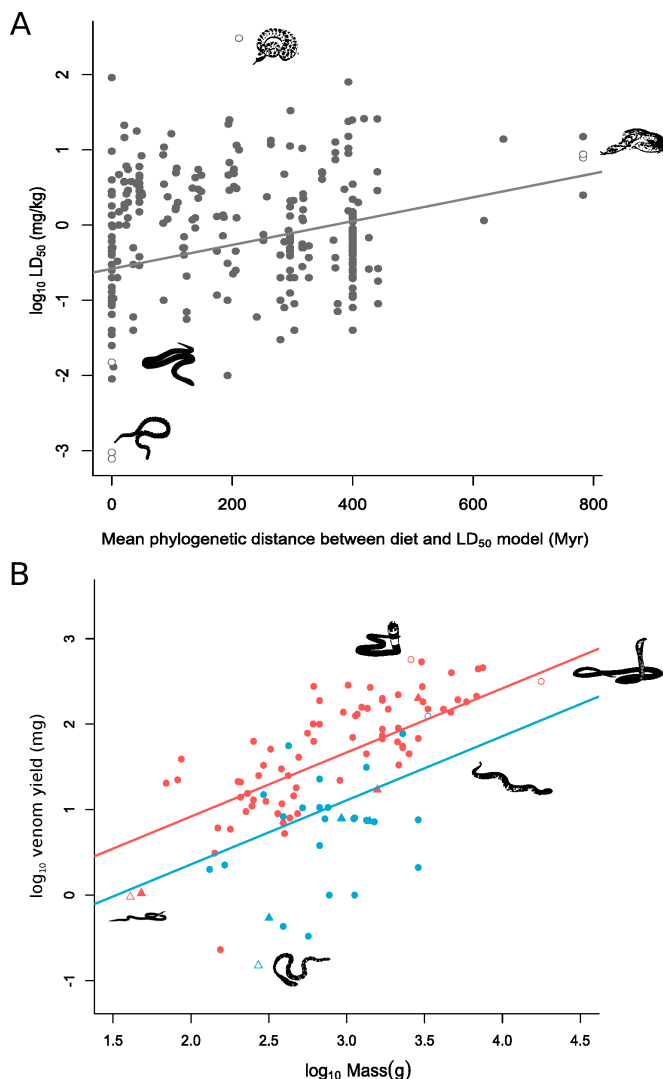 A
log₁₀ LD₅₀ (mg/kg)
2
1
0
-1
-2
-3
0 200 400 600 800
Mean phylogenetic distance between diet and LD₅₀ model (Myr)
B
log₁₀ venom yield (mg)
3
2
1
0
-1
1.5 2.0 2.5 3.0 3.5 4.0 4.5
log₁₀ Mass(g)